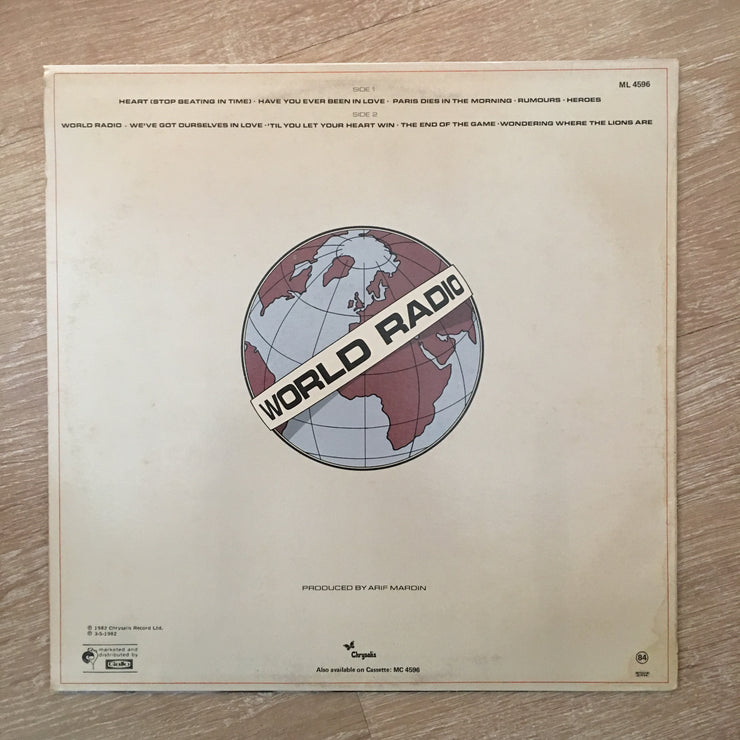 SIDE 1
ML 4596
HEART (STOP BEATING IN TIME) · HAVE YOU EVER BEEN IN LOVE · PARIS DIES IN THE MORNING · RUMOURS · HEROES
SIDE 2
WORLD RADIO · WE'VE GOT OURSELVES IN LOVE · 'TIL YOU LET YOUR HEART WIN · THE END OF THE GAME · WONDERING WHERE THE LIONS ARE
WORLD RADIO
PRODUCED BY ARIF MARDIN
℗ 1982 Chrysalis Record Ltd.
© 3-5-1982
marketed and
distributed by
Chrysalis
Also available on Cassette: MC 4596
84